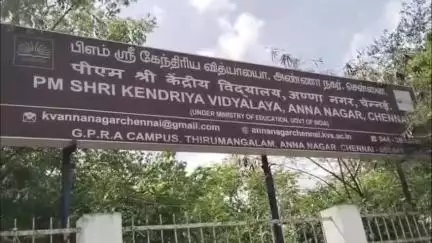 பிஎம் ஸ்ரீ கேந்திரிய வித்யாலயா, அண்ணா நகர், சென்னை
पीएम श्री केंद्रीय विद्यालय, अण्णा नगर, चेन्नई
PM SHRI KENDRIYA VIDYALAYA, ANNA NAGAR, CHENNAI
(UNDER MINISTRY OF EDUCATION, GOVT OF INDIA)
kvannanagarchennai@gmail.com annanagarchennai.kvs.ac.in 044-
G.P.R.A CAMPUS, THIRUMANGALAM, ANNA NAGAR, CHENNAI